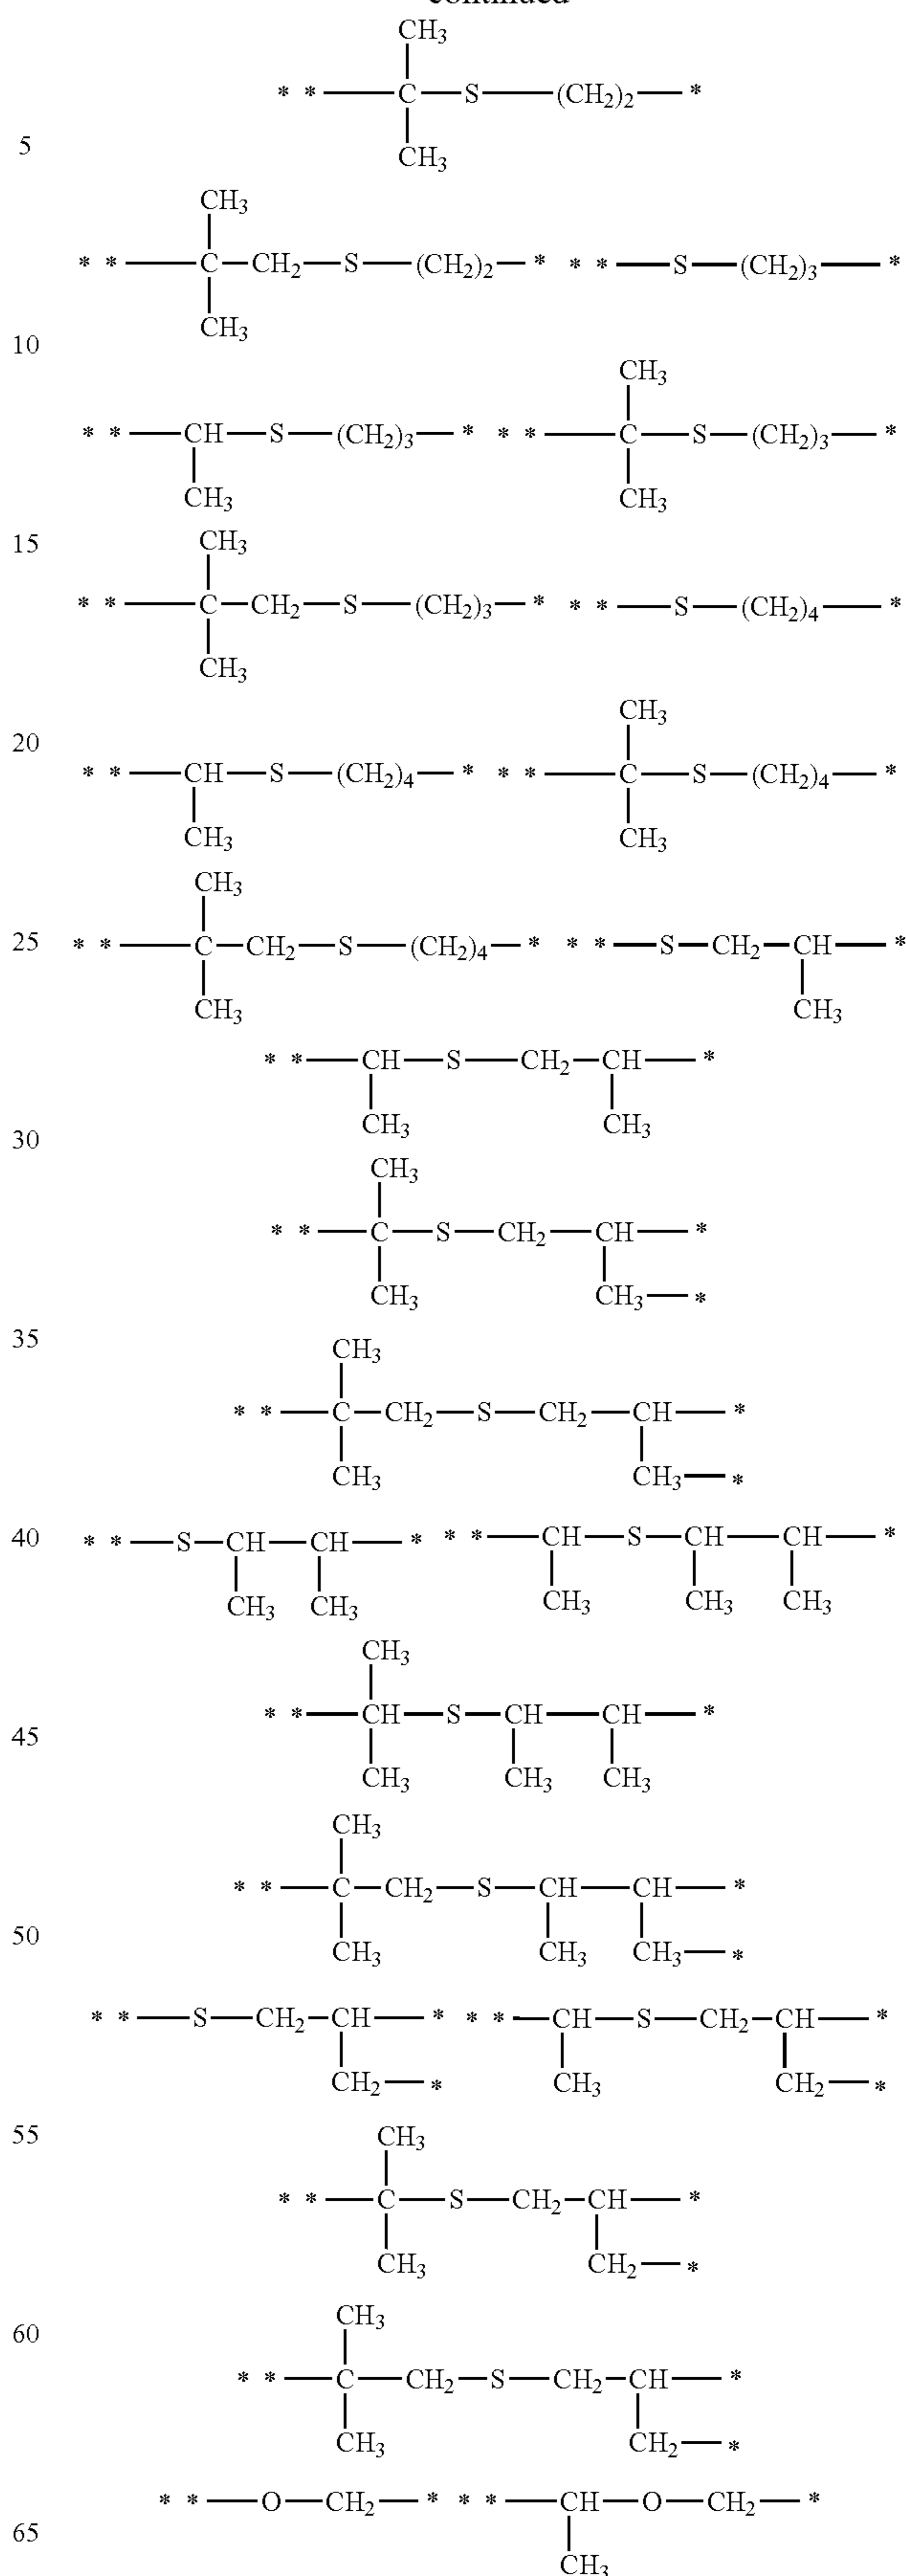 continued
CH₃
* * C S (CH₂)₂ *
5
CH₃
CH₃
* * C CH₂ S (CH₂)₂ * * * S (CH₂)₃ *
CH₃
10
CH₃
* * CH S (CH₂)₃ * * * C S (CH₂)₃ *
CH₃ CH₃
15
CH₃
* * C CH₂ S (CH₂)₃ * * * S (CH₂)₄ *
CH₃
CH₃
20
* * CH S (CH₂)₄ * * * C S (CH₂)₄ *
CH₃ CH₃
CH₃
25 * * C CH₂ S (CH₂)₄ * * * S CH₂ CH *
CH₃ CH₃
* * CH S CH₂ CH *
CH₃ CH₃
30
CH₃
* * C S CH₂ CH *
CH₃ CH₃ *
35
CH₃
* * C CH₂ S CH₂ CH *
CH₃ CH₃ *
40 * * S CH CH * * * CH S CH CH *
CH₃ CH₃ CH₃ CH₃ CH₃
CH₃
* * CH S CH CH *
45
CH₃ CH₃ CH₃
CH₃
* * C CH₂ S CH CH *
50
CH₃ CH₃ CH₃ *
* * S CH₂ CH * * * CH S CH₂ CH *
CH₂ * CH₃ CH₂ *
55
CH₃
* * C S CH₂ CH *
CH₃ CH₂ *
60
CH₃
* * C CH₂ S CH₂ CH *
CH₃ CH₂ *
* * O CH₂ * * * CH O CH₂ *
65
CH₃